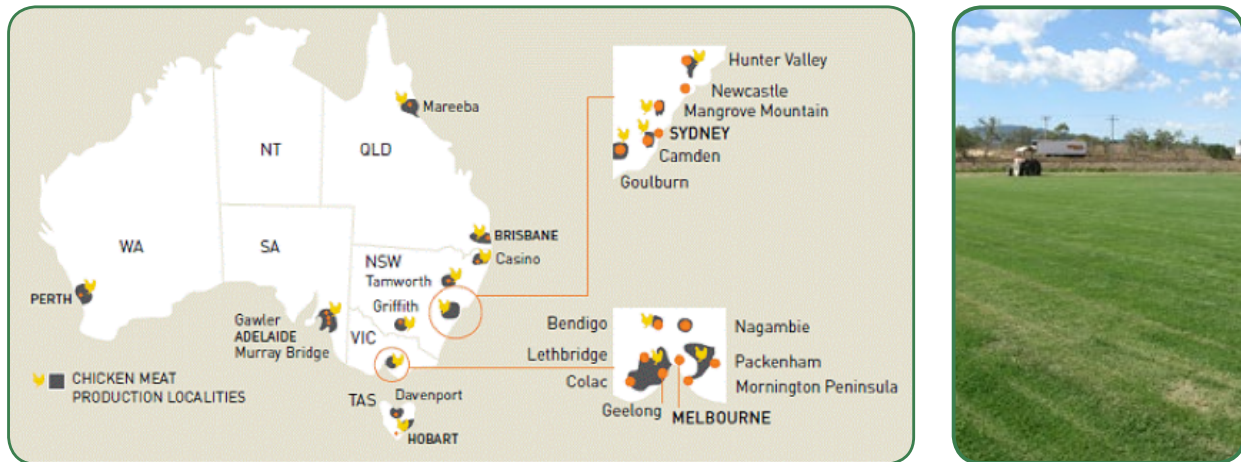 Mareeba
NT
QLD
WA
SA
BRISBANE
Casino
NSW
Tamworth
Griffith
PERTH
Gawler
ADELAIDE
Murray Bridge
VIC
CHICKEN MEAT
PRODUCTION LOCALITIES
TAS
Davenport
HOBART
Hunter Valley
Newcastle
Mangrove Mountain
SYDNEY
Camden
Goulburn
Bendigo
Nagambie
Lethbridge
Packenham
Colac
Mornington Peninsula
Geelong
MELBOURNE